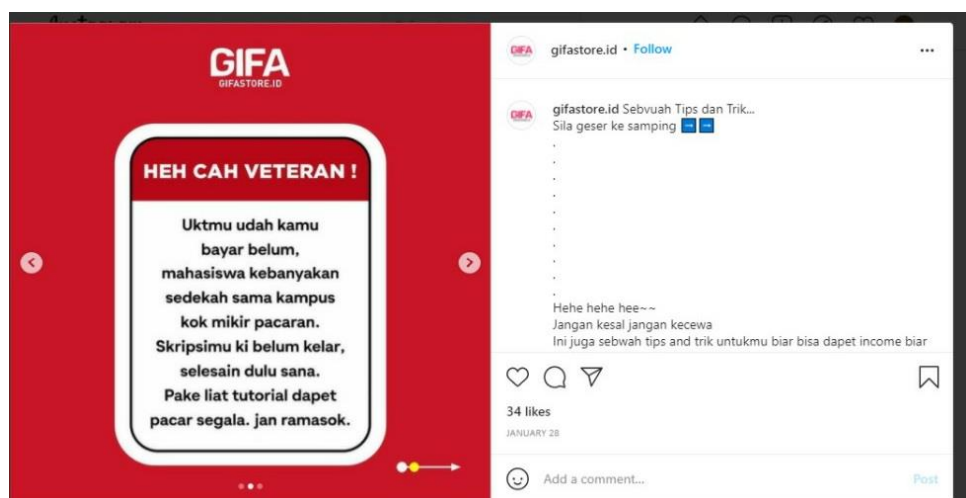 GIFA
GIFASTORE.ID
HEH CAH VETERAN !
Uktmu udah kamu
bayar belum,
mahasiswa kebanyakan
sedekah sama kampus
kok mikir pacaran.
Skripsimu ki belum kelar,
selesain dulu sana.
Pake liat tutorial dapet
pacar segala. jan ramasok.
GIFA
gifastore.id • Follow
GIFA
gifastore.id Sebvuah Tips dan Trik...
Sila geser ke samping ➡️ ➡️
.
.
.
.
.
.
.
.
.
.
Hehe hehe hee~~
Jangan kesal jangan kecewa
Ini juga sebwah tips and trik untukmu biar bisa dapet income biar
34 likes
JANUARY 28
Add a comment...
Post